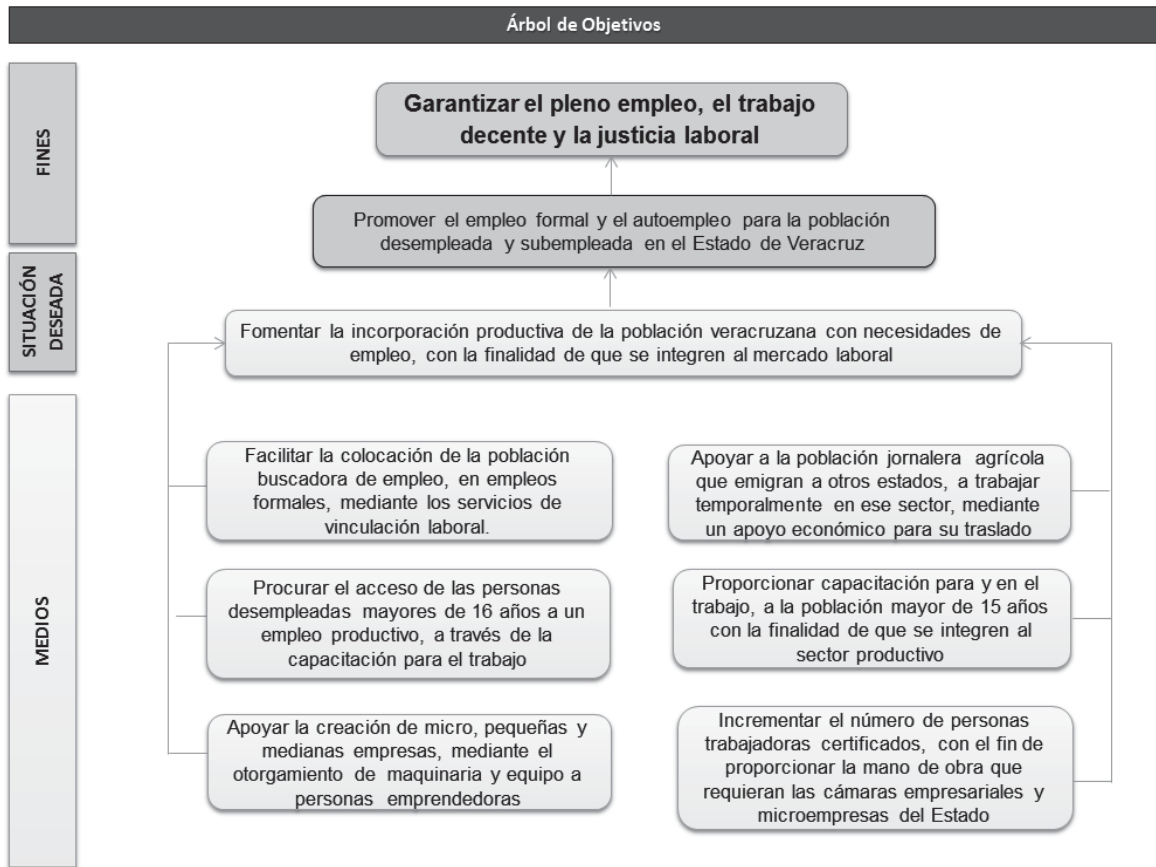 Árbol de Objetivos
FINES
Garantizar el pleno empleo, el trabajo
decente y la justicia laboral
Promover el empleo formal y el autoempleo para la población
desempleada y subempleada en el Estado de Veracruz
SITUACIÓN
DESEADA
Fomentar la incorporación productiva de la población veracruzana con necesidades de
empleo, con la finalidad de que se integren al mercado laboral
MEDIOS
Facilitar la colocación de la población
buscadora de empleo, en empleos
formales, mediante los servicios de
vinculación laboral.
Apoyar a la población jornalera agrícola
que emigran a otros estados, a trabajar
temporalmente en ese sector, mediante
un apoyo económico para su traslado
Procurar el acceso de las personas
desempleadas mayores de 16 años a un
empleo productivo, a través de la
capacitación para el trabajo
Proporcionar capacitación para y en el
trabajo, a la población mayor de 15 años
con la finalidad de que se integren al
sector productivo
Apoyar la creación de micro, pequeñas y
medianas empresas, mediante el
otorgamiento de maquinaria y equipo a
personas emprendedoras
Incrementar el número de personas
trabajadoras certificados, con el fin de
proporcionar la mano de obra que
requieran las cámaras empresariales y
microempresas del Estado